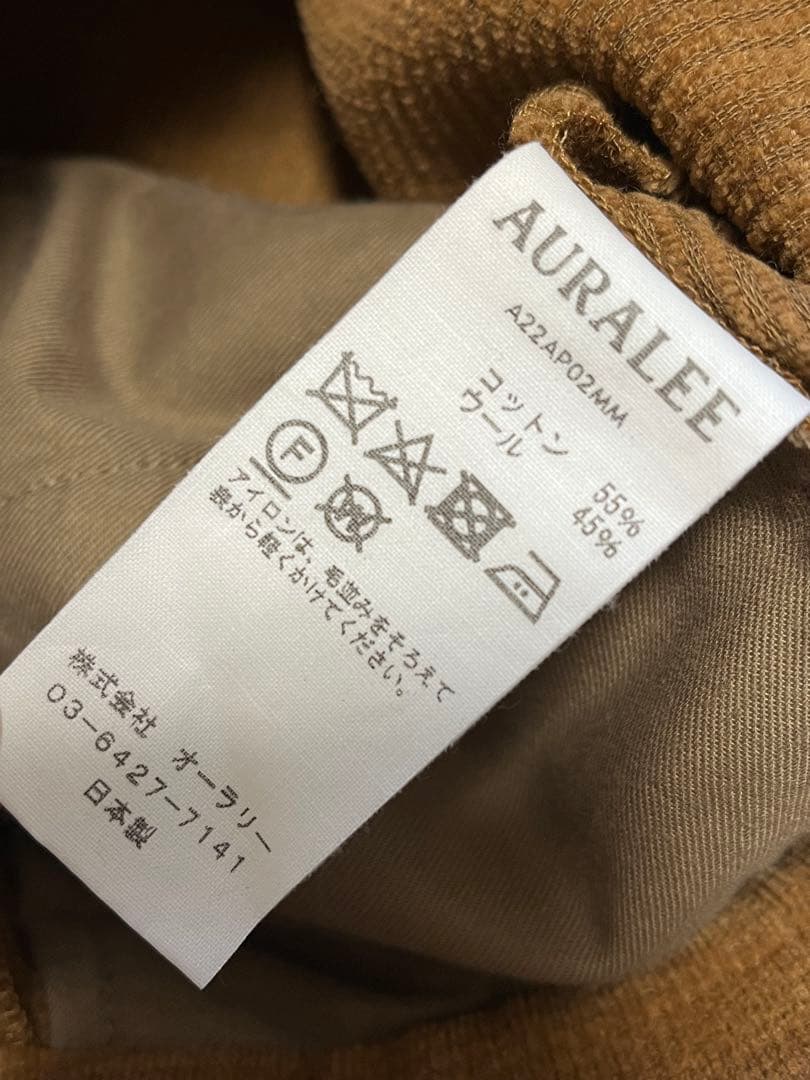 AURALEE
A22AP02MM
コットン 55%
ウール 45%
F
W
アイロンは、毛並みをそろえて
裏から軽くかけてください。
株式会社 オーラリー
03-6427-7141
日本製